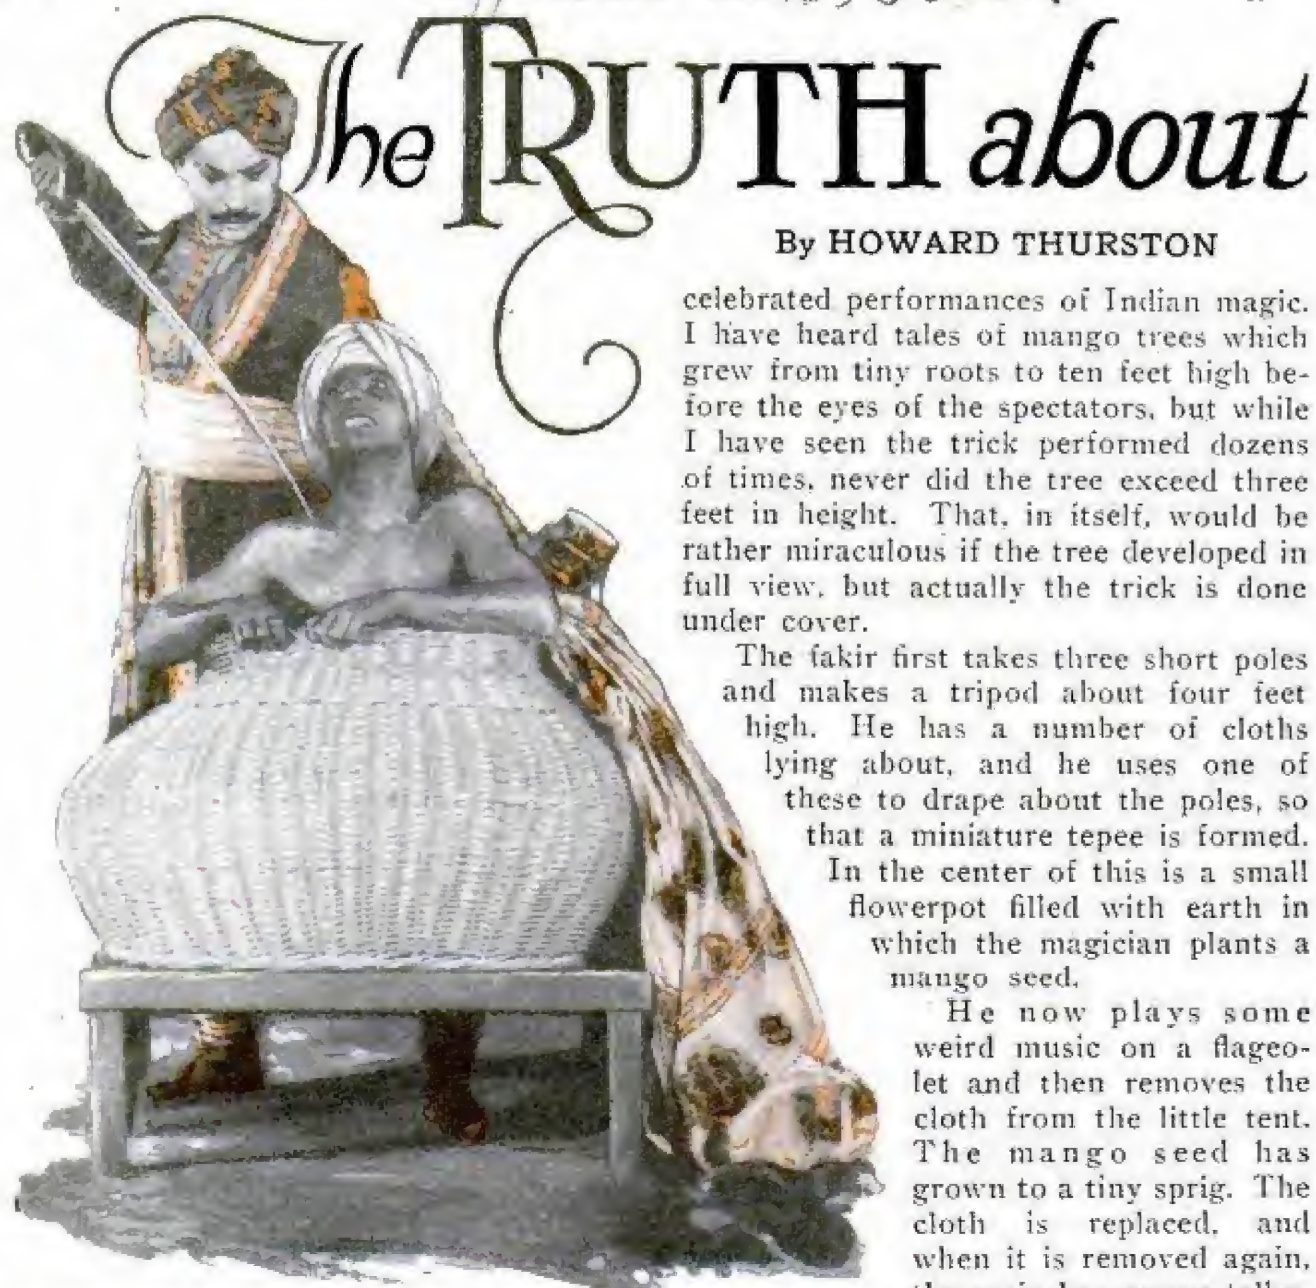 The TRUTH about
By HOWARD THURSTON
celebrated performances of Indian magic.
I have heard tales of mango trees which
grew from tiny roots to ten feet high be-
fore the eyes of the spectators, but while
I have seen the trick performed dozens
of times, never did the tree exceed three
feet in height. That, in itself, would be
rather miraculous if the tree developed in
full view, but actually the trick is done
under cover.
The fakir first takes three short poles
and makes a tripod about four feet
high. He has a number of cloths
lying about, and he uses one of
these to drape about the poles, so
that a miniature tepee is formed.
In the center of this is a small
flowerpot filled with earth in
which the magician plants a
mango seed.
He now plays some
weird music on a flageo-
let and then removes the
cloth from the little tent.
The mango seed has
grown to a tiny sprig. The
cloth is replaced, and
when it is removed again,